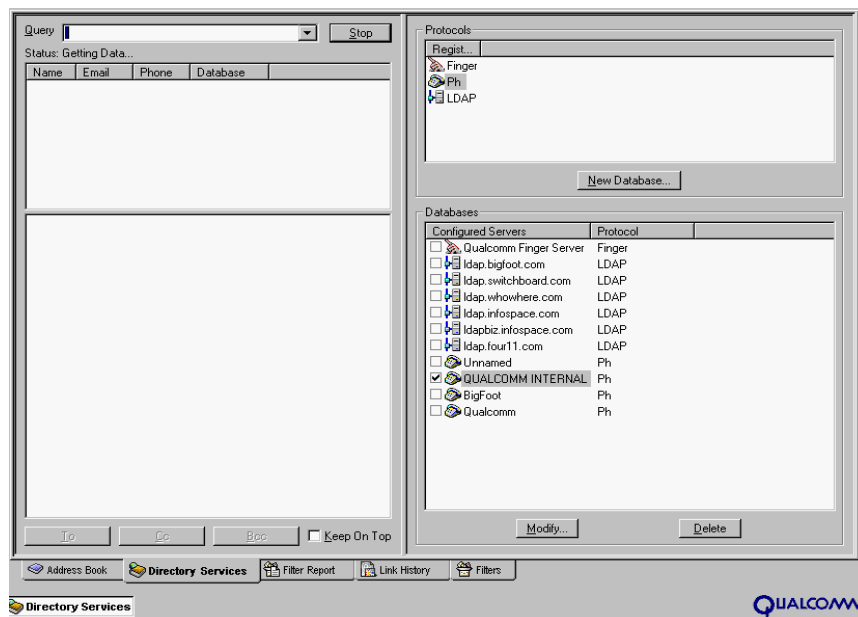 Query
Stop
Status: Getting Data...
Name Email Phone Database
To Cc Bcc Keep On Top
Protocols
Regist...
Finger
Ph
LDAP
New Database...
Databases
Configured Servers Protocol
Qualcomm Finger Server Finger
ldap.bigfoot.com LDAP
ldap.switchboard.com LDAP
ldap.whowhere.com LDAP
ldap.infospace.com LDAP
ldapbiz.infospace.com LDAP
ldap.four11.com LDAP
Unnamed Ph
QUALCOMM INTERNAL Ph
BigFoot Ph
Qualcomm Ph
Modify... Delete
Address Book Directory Services Filter Report Link History Filters
Directory Services
QUALCOMM